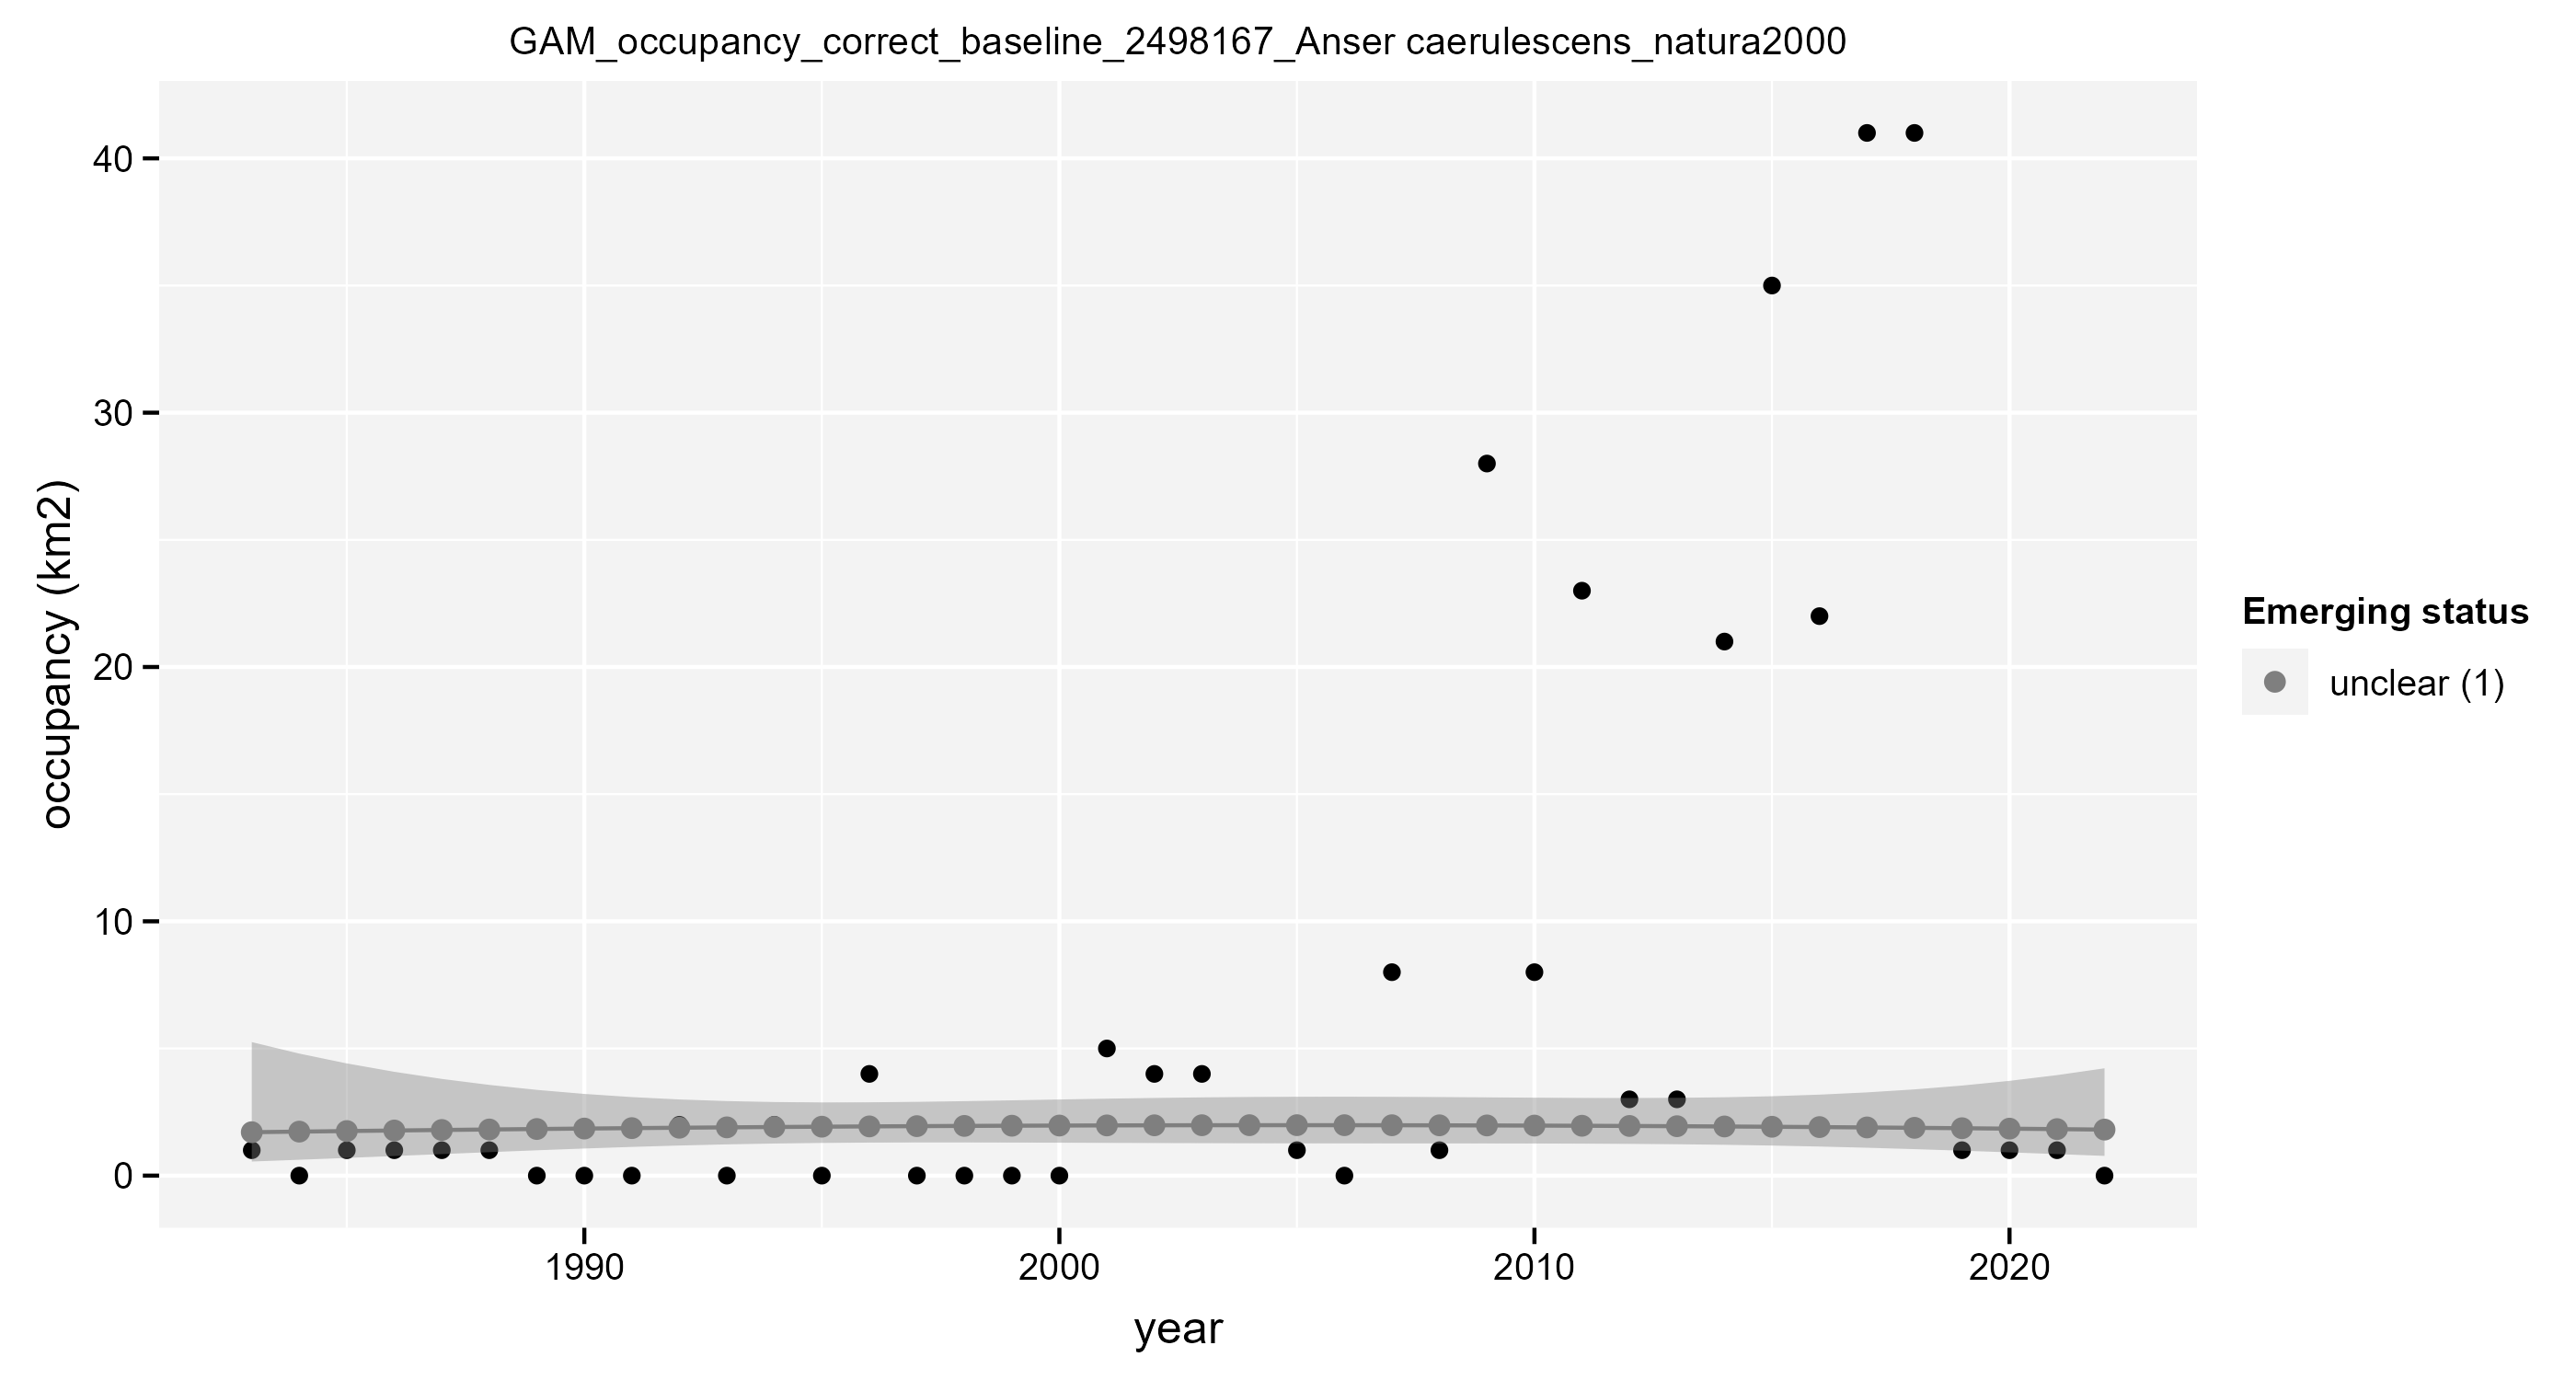 GAM_occupancy_correct_baseline_2498167_Anser caerulescens_natura2000
occupancy (km2)
40
30
20
10
0
1990
2000
2010
2020
year
Emerging status
unclear (1)